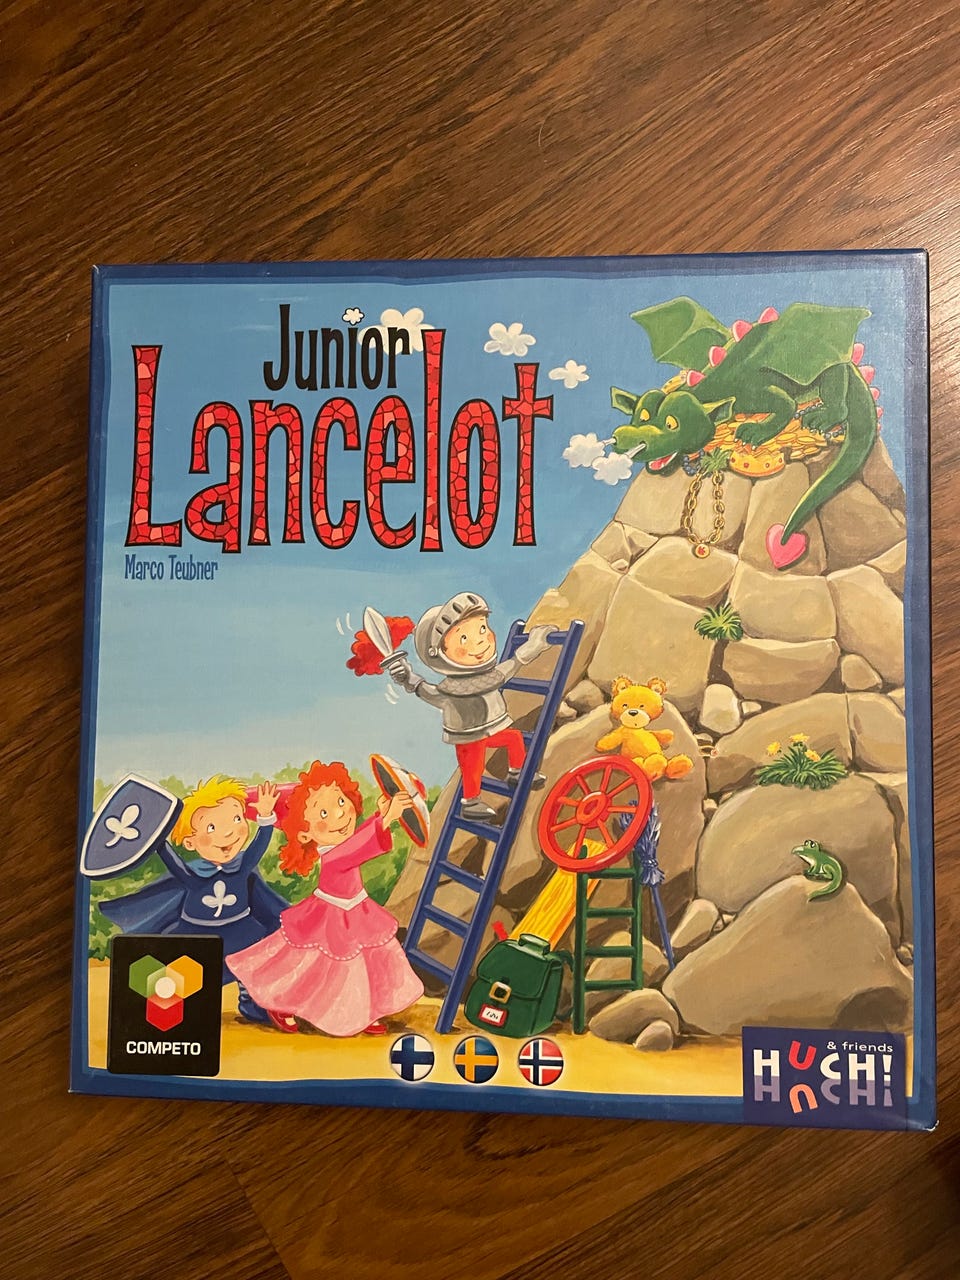 Junior
Lancelot
Marco Teubner
COMPETO
& friends
HUCH!